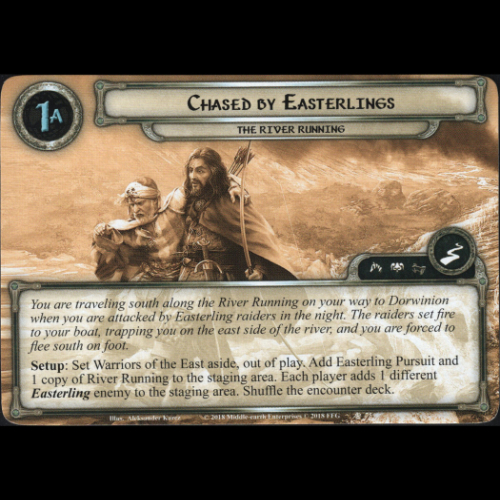 1A
CHASED BY EASTERLINGS
THE RIVER RUNNING
You are traveling south along the River Running on your way to Dorwinion
when you are attacked by Easterling raiders in the night. The raiders set fire
to your boat, trapping you on the east side of the river, and you are forced to
flee south on foot.
Setup: Set Warriors of the East aside, out of play. Add Easterling Pursuit and
1 copy of River Running to the staging area. Each player adds 1 different
Easterling enemy to the staging area. Shuffle the encounter deck.
Illus. Aleksander Karcz © 2018 Middle-earth Enterprises © 2018 FFG